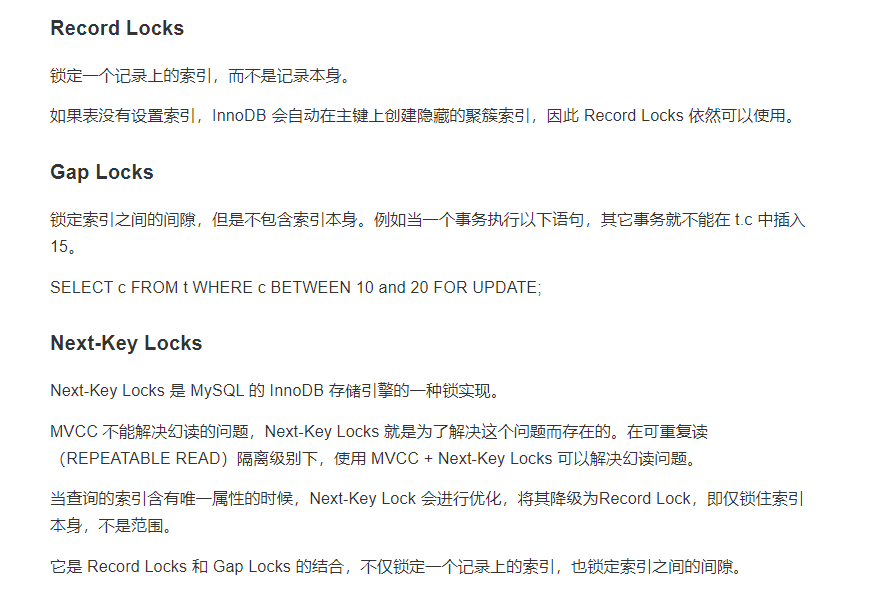 Record Locks
锁定一个记录上的索引，而不是记录本身。
如果表没有设置索引，InnoDB 会自动在主键上创建隐藏的聚簇索引，因此 Record Locks 依然可以使用。
Gap Locks
锁定索引之间的间隙，但是不包含索引本身。例如当一个事务执行以下语句，其它事务就不能在 t.c 中插入
15。
SELECT c FROM t WHERE c BETWEEN 10 and 20 FOR UPDATE;
Next-Key Locks
Next-Key Locks 是 MySQL 的 InnoDB 存储引擎的一种锁实现。
MVCC 不能解决幻读的问题，Next-Key Locks 就是为了解决这个问题而存在的。在可重复读
（REPEATABLE READ）隔离级别下，使用 MVCC + Next-Key Locks 可以解决幻读问题。
当查询的索引含有唯一属性的时候，Next-Key Lock 会进行优化，将其降级为Record Lock，即仅锁住索引
本身，不是范围。
它是 Record Locks 和 Gap Locks 的结合，不仅锁定一个记录上的索引，也锁定索引之间的间隙。